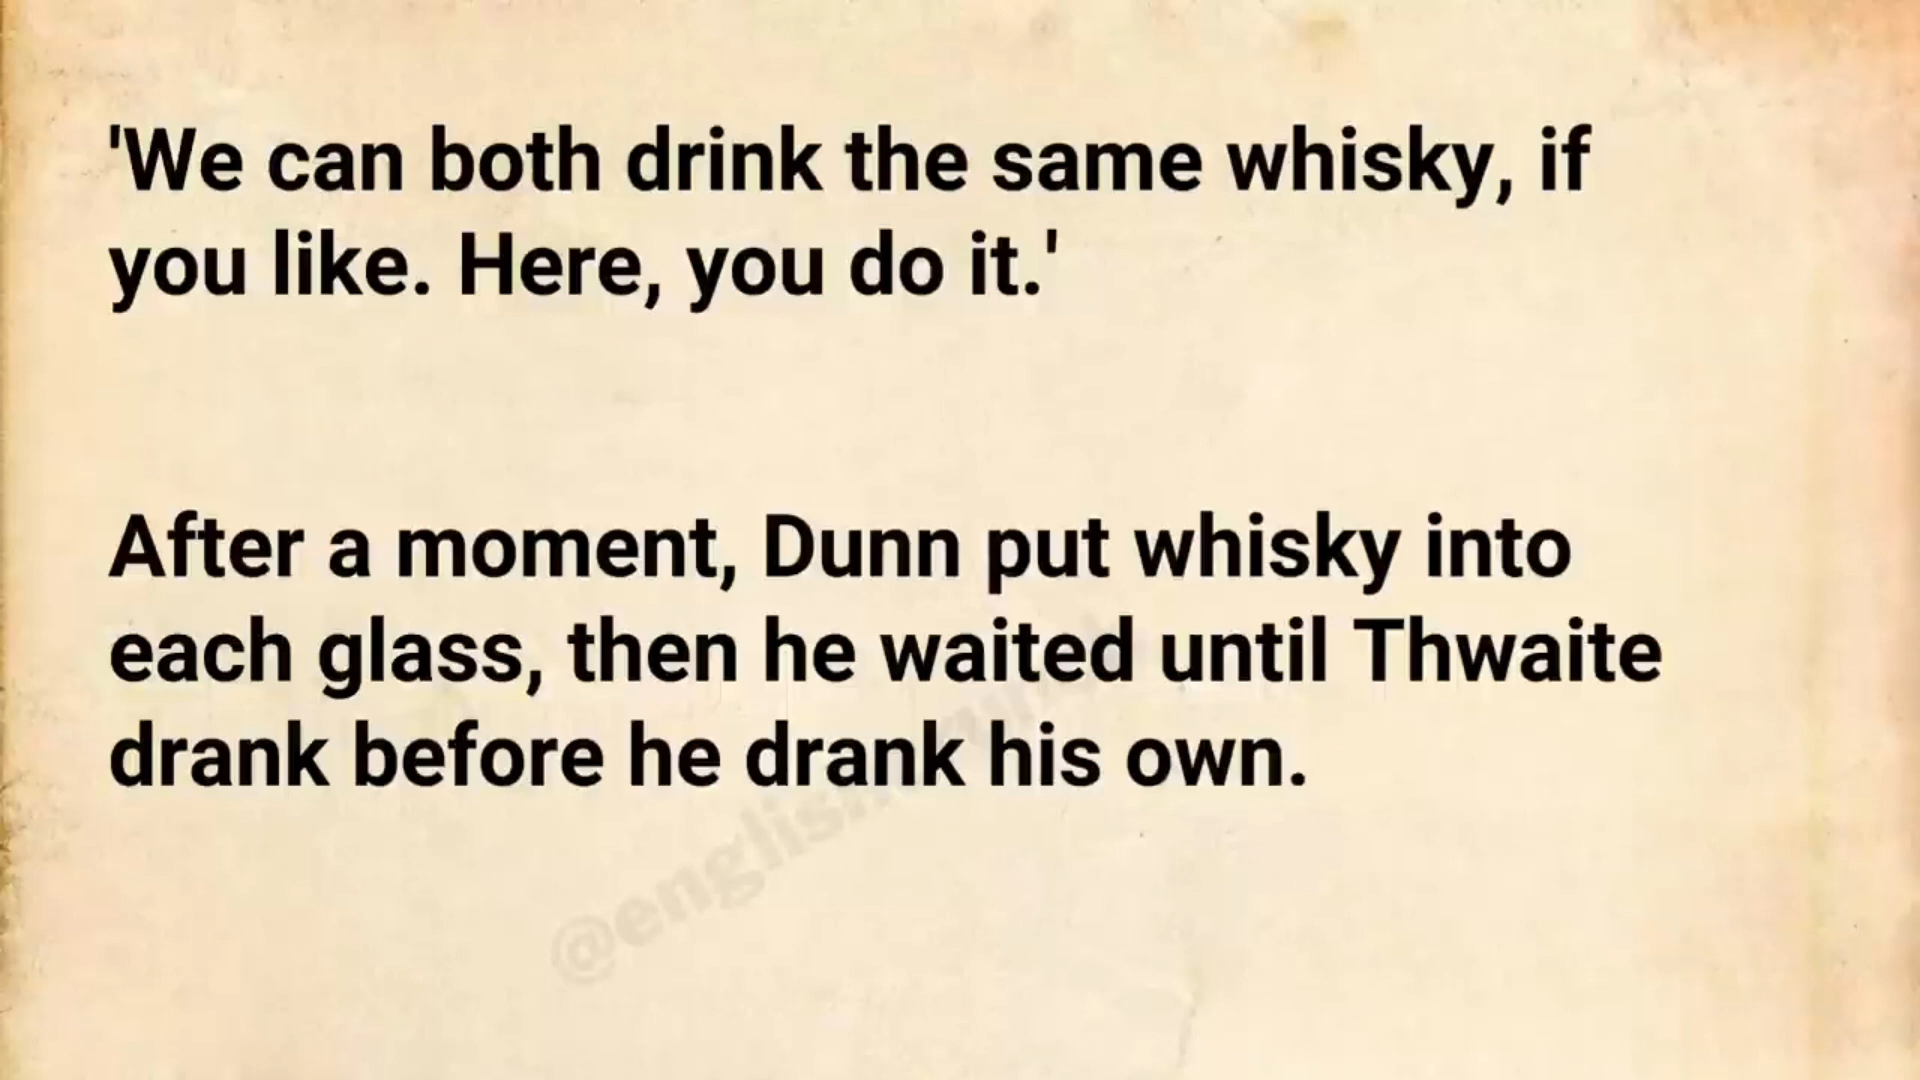 'We can both drink the same whisky, if
you like. Here, you do it.'
After a moment, Dunn put whisky into
each glass, then he waited until Thwaite
drank before he drank his own.